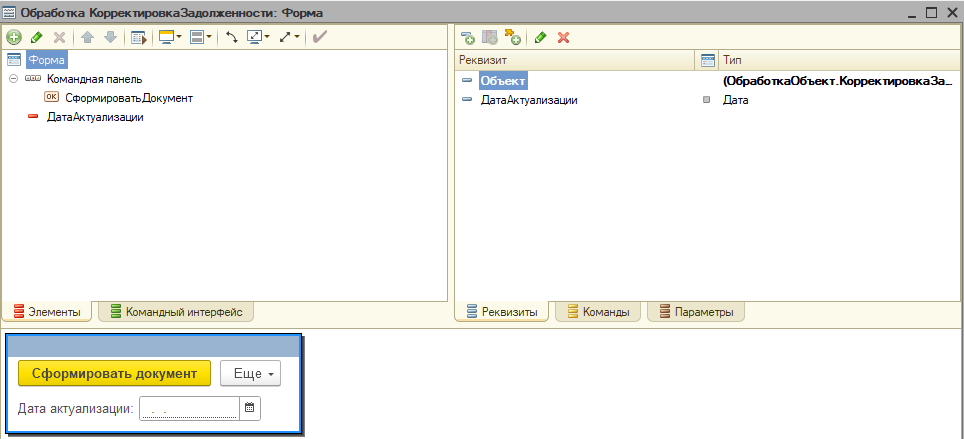 Обработка КорректировкаЗадолженности: Форма
Форма
Командная панель
OK СформироватьДокумент
ДатаАктуализации
Элементы
Командный интерфейс
Реквизит Тип
Объект (ОбработкаОбъект.КорректировкаЗа...
ДатаАктуализации Дата
Реквизиты
Команды
Параметры
Сформировать документ
Еще
Дата актуализации: . .